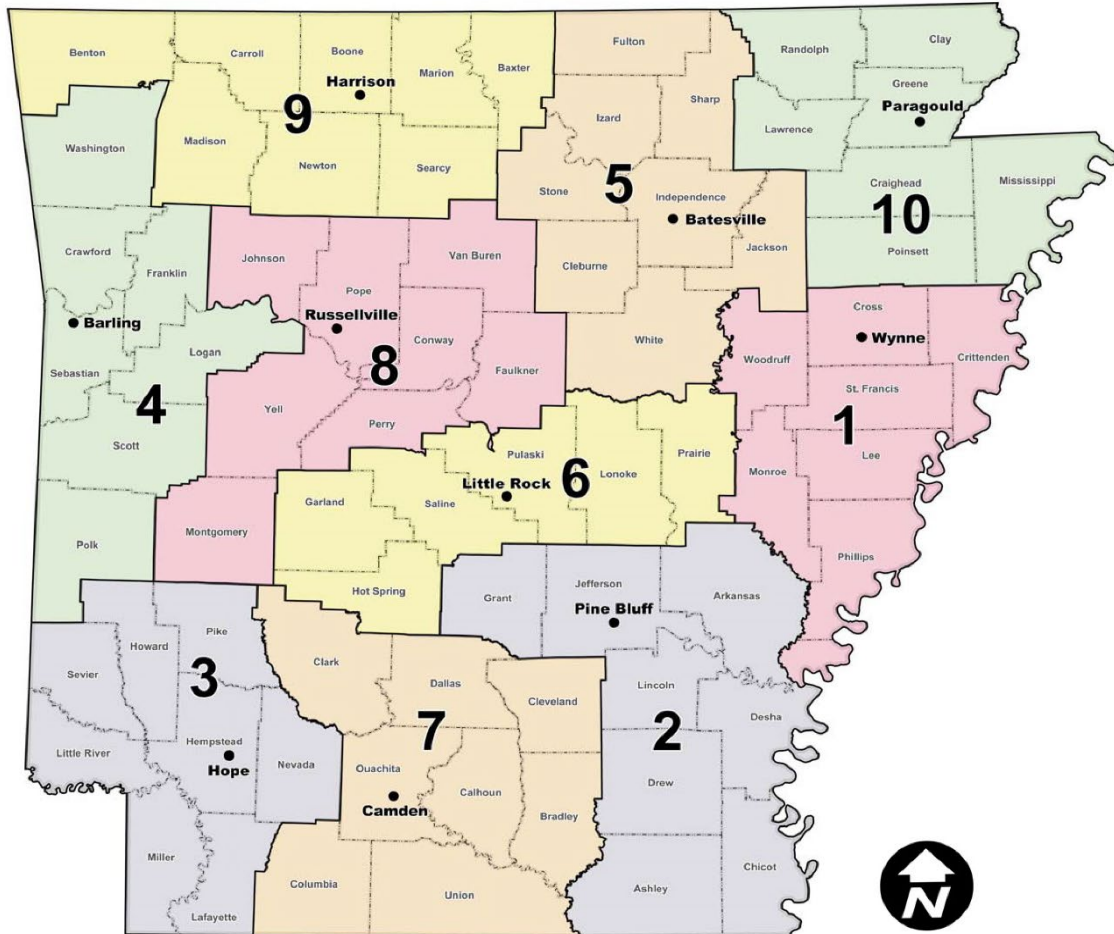 Benton
Carroll
Boone
Marion
Baxter
Harrison
9
Madison
Newton
Searcy
Washington
Fulton
Sharp
Izard
5
Stone
Independence
Batesville
Jackson
Cleburne
White
Randolph
Clay
Greene
Paragould
Lawrence
Craighead
Mississippi
10
Poinsett
Crawford
Franklin
Barling
Logan
Sebastian
4
Scott
Polk
Johnson
Van Buren
Pope
Russellville
Conway
8
Faulkner
Yell
Perry
Montgomery
Cross
Wynne
Woodruff
Crittenden
St. Francis
1
Lee
Monroe
Phillips
Pulaski
Prairie
6
Lonoke
Little Rock
Garland
Saline
Hot Spring
Grant
Jefferson
Arkansas
Pine Bluff
Lincoln
2
Desha
Drew
Ashley
Chicot
Howard
Pike
Sevier
3
Hempstead
Little River
Hope
Nevada
Miller
Lafayette
Clark
Dallas
Cleveland
7
Ouachita
Calhoun
Camden
Bradley
Columbia
Union
N